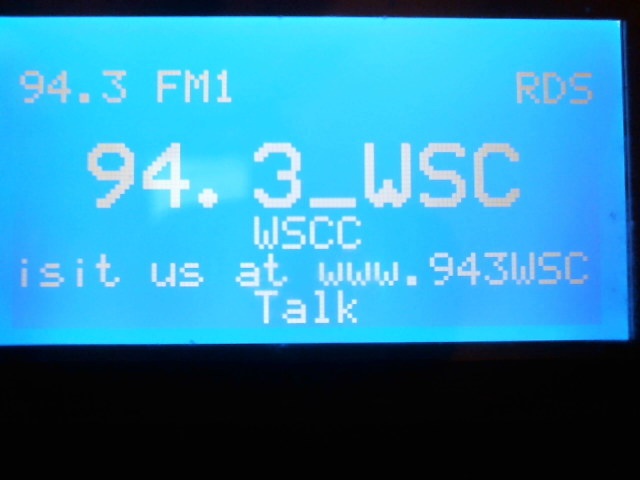 94.3 FM1 RDS
94.3_WSC
WSCC
isit us at www.943WSC
Talk